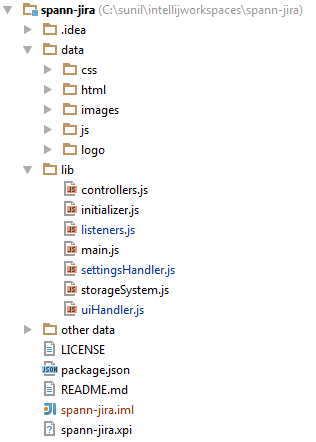 spann-jira (C:\sunil\intellijworkspaces\spann-jira)
.idea
data
css
html
images
js
logo
lib
controllers.js
initializer.js
listeners.js
main.js
settingsHandler.js
storageSystem.js
uiHandler.js
other data
LICENSE
package.json
README.md
spann-jira.iml
spann-jira.xpi